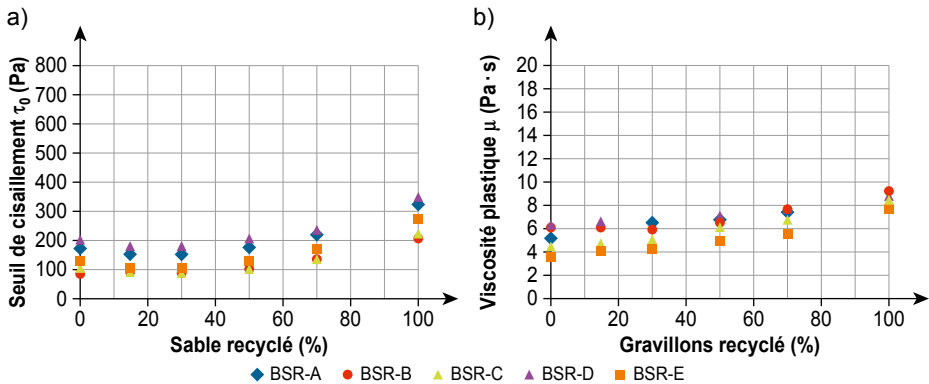 a)
Seuil de cisaillement τ0 (Pa)
800
700
600
500
400
300
200
100
0
0 20 40 60 80 100
Sable recyclé (%)
b)
Viscosité plastique μ (Pa · s)
20
18
16
14
12
10
8
6
4
2
0
0 20 40 60 80 100
Gravillons recyclé (%)
BSR-A BSR-B BSR-C BSR-D BSR-E